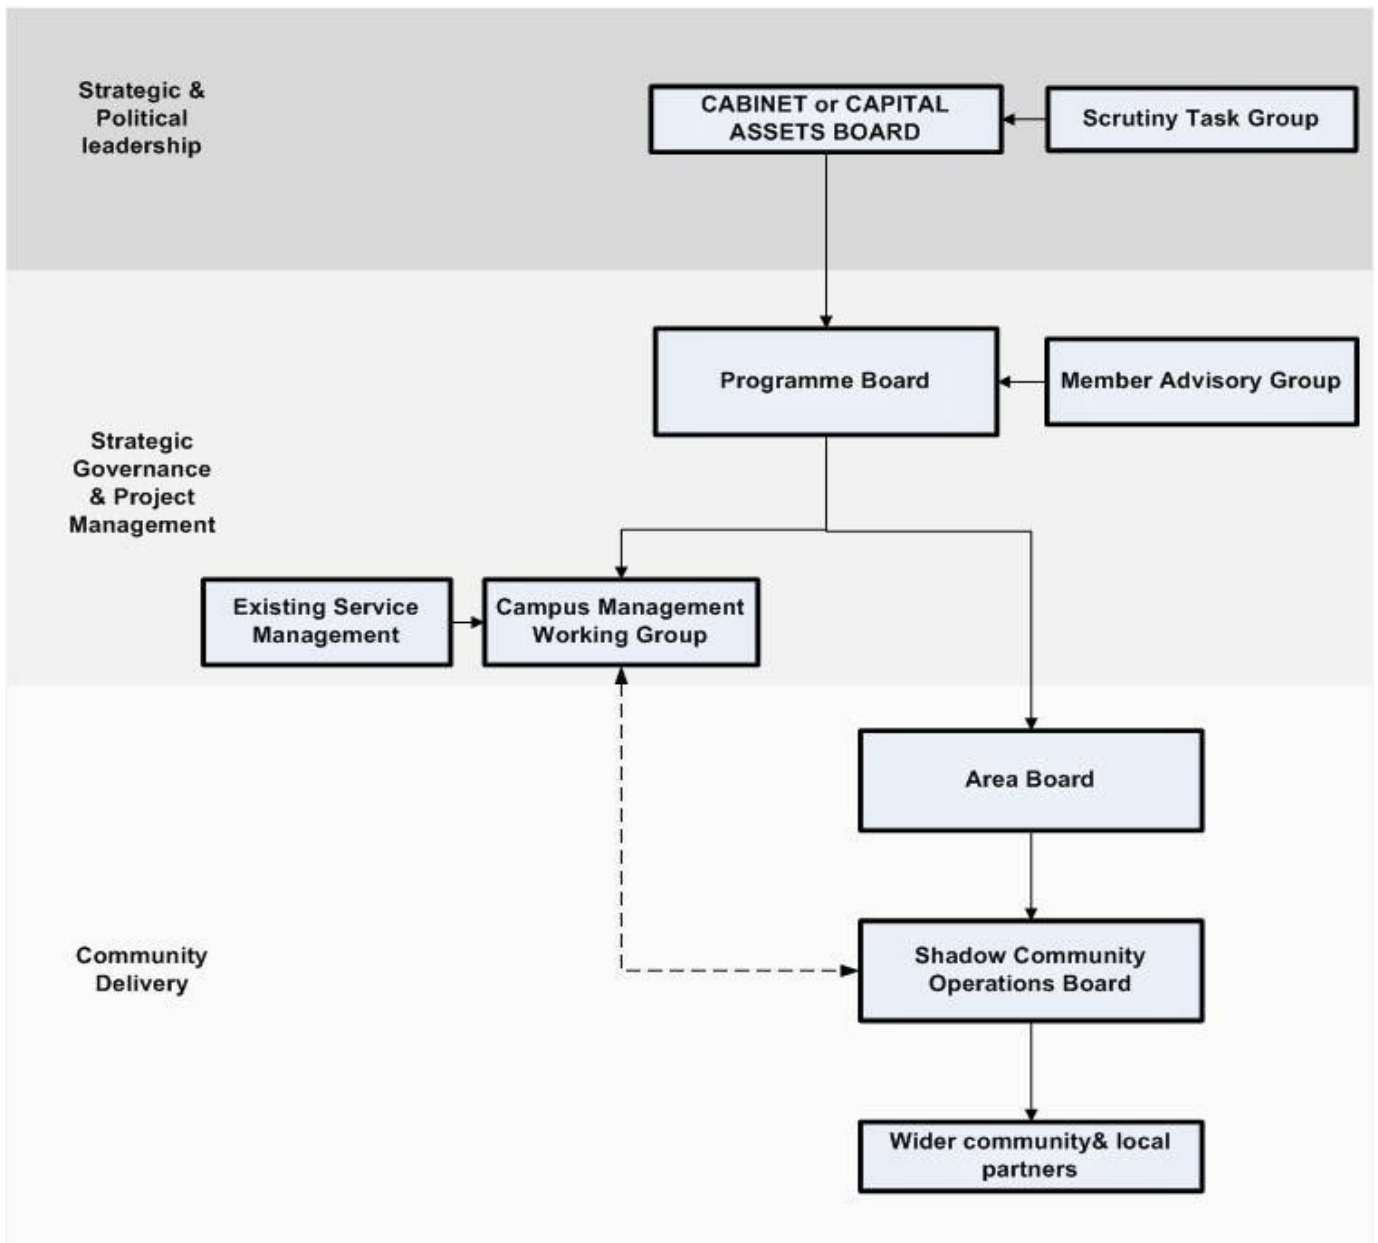 Strategic &
Political
leadership
CABINET or CAPITAL
ASSETS BOARD
Scrutiny Task Group
Programme Board
Member Advisory Group
Strategic
Governance
& Project
Management
Existing Service
Management
Campus Management
Working Group
Area Board
Community
Delivery
Shadow Community
Operations Board
Wider community& local
partners